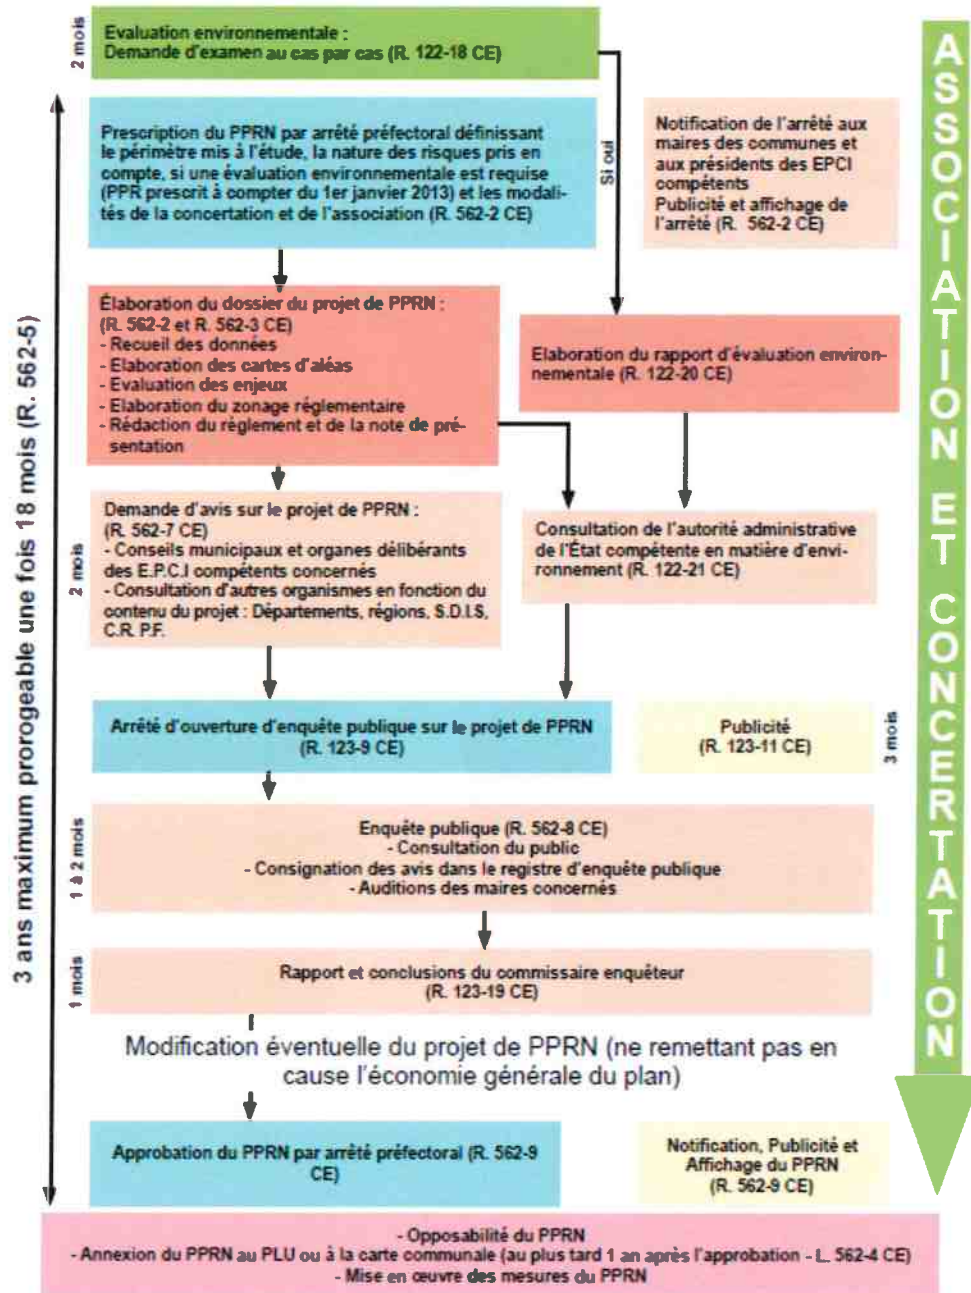 2 mois
Evaluation environnementale :
Demande d'examen au cas par cas (R. 122-18 CE)
Prescription du PPRN par arrêté préfectoral définissant
le périmètre mis à l'étude, la nature des risques pris en
compte, si une évaluation environnementale est requise
(PPR prescrit à compter du 1er janvier 2013) et les modali-
tés de la concertation et de l'association (R. 562-2 CE)
Si oui
Notification de l'arrêté aux
maires des communes et
aux présidents des EPCI
compétents
Publicité et affichage de
l'arrêté (R. 562-2 CE)
Élaboration du dossier du projet de PPRN :
(R. 562-2 et R. 562-3 CE)
- Recueil des données
- Elaboration des cartes d'aléas
- Evaluation des enjeux
- Elaboration du zonage réglementaire
- Rédaction du règlement et de la note de pré-
sentation
Elaboration du rapport d'évaluation environ-
nementale (R. 122-20 CE)
2 mois
Demande d'avis sur le projet de PPRN :
(R. 562-7 CE)
- Conseils municipaux et organes délibérants
des E.P.C.I compétents concernés
- Consultation d'autres organismes en fonction du
contenu du projet : Départements, régions, S.D.I.S,
C.R.P.F.
Consultation de l'autorité administrative
de l'État compétente en matière d'envi-
ronnement (R. 122-21 CE)
Arrêté d'ouverture d'enquête publique sur le projet de PPRN
(R. 123-9 CE)
Publicité
(R. 123-11 CE)
3 mois
1 à 2 mois
Enquête publique (R. 562-8 CE)
- Consultation du public
- Consignation des avis dans le registre d'enquête publique
- Auditions des maires concernés
1 mois
Rapport et conclusions du commissaire enquêteur
(R. 123-19 CE)
Modification éventuelle du projet de PPRN (ne remettant pas en
cause l'économie générale du plan)
Approbation du PPRN par arrêté préfectoral (R. 562-9
CE)
Notification, Publicité et
Affichage du PPRN
(R. 562-9 CE)
- Opposabilité du PPRN
- Annexion du PPRN au PLU ou à la carte communale (au plus tard 1 an après l'approbation - L. 562-4 CE)
- Mise en œuvre des mesures du PPRN
3 ans maximum prorogeable une fois 18 mois (R. 562-5)
ASSOCIATION ET CONCERTATION